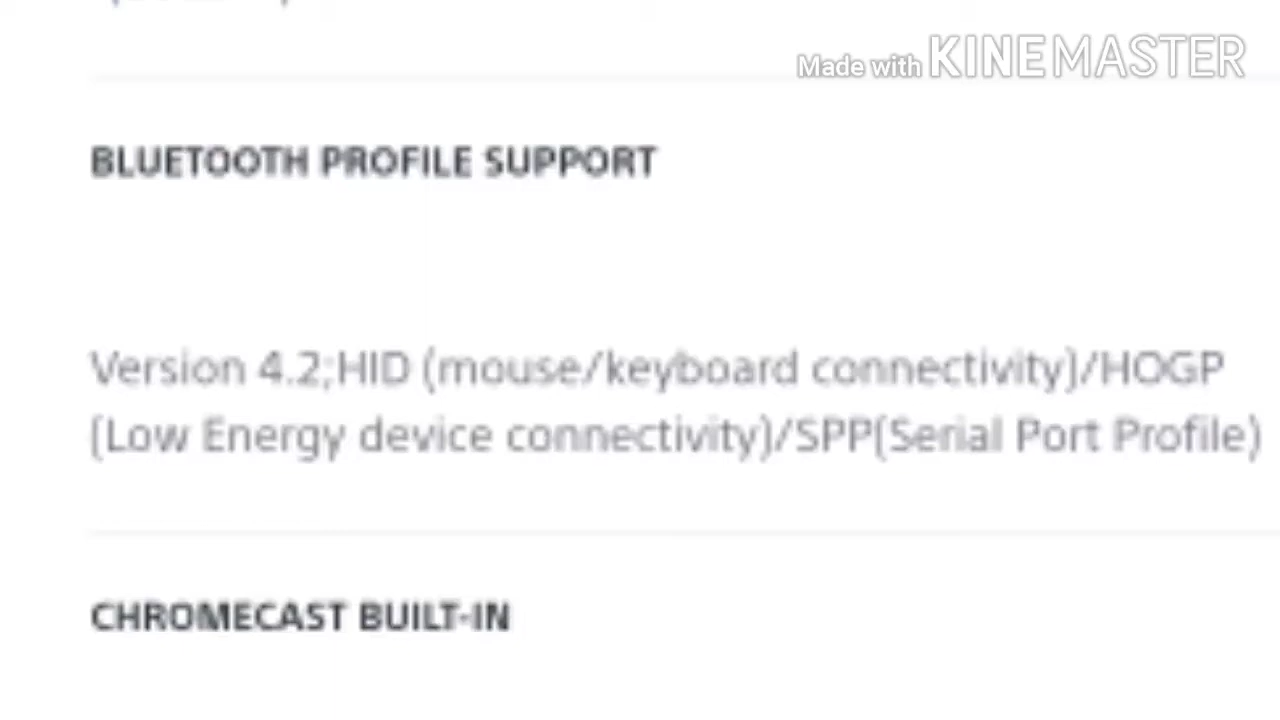 Made with KINEMASTER
BLUETOOTH PROFILE SUPPORT
Version 4.2;HID (mouse/keyboard connectivity)/HOGP
(Low Energy device connectivity)/SPP(Serial Port Profile)
CHROMECAST BUILT-IN